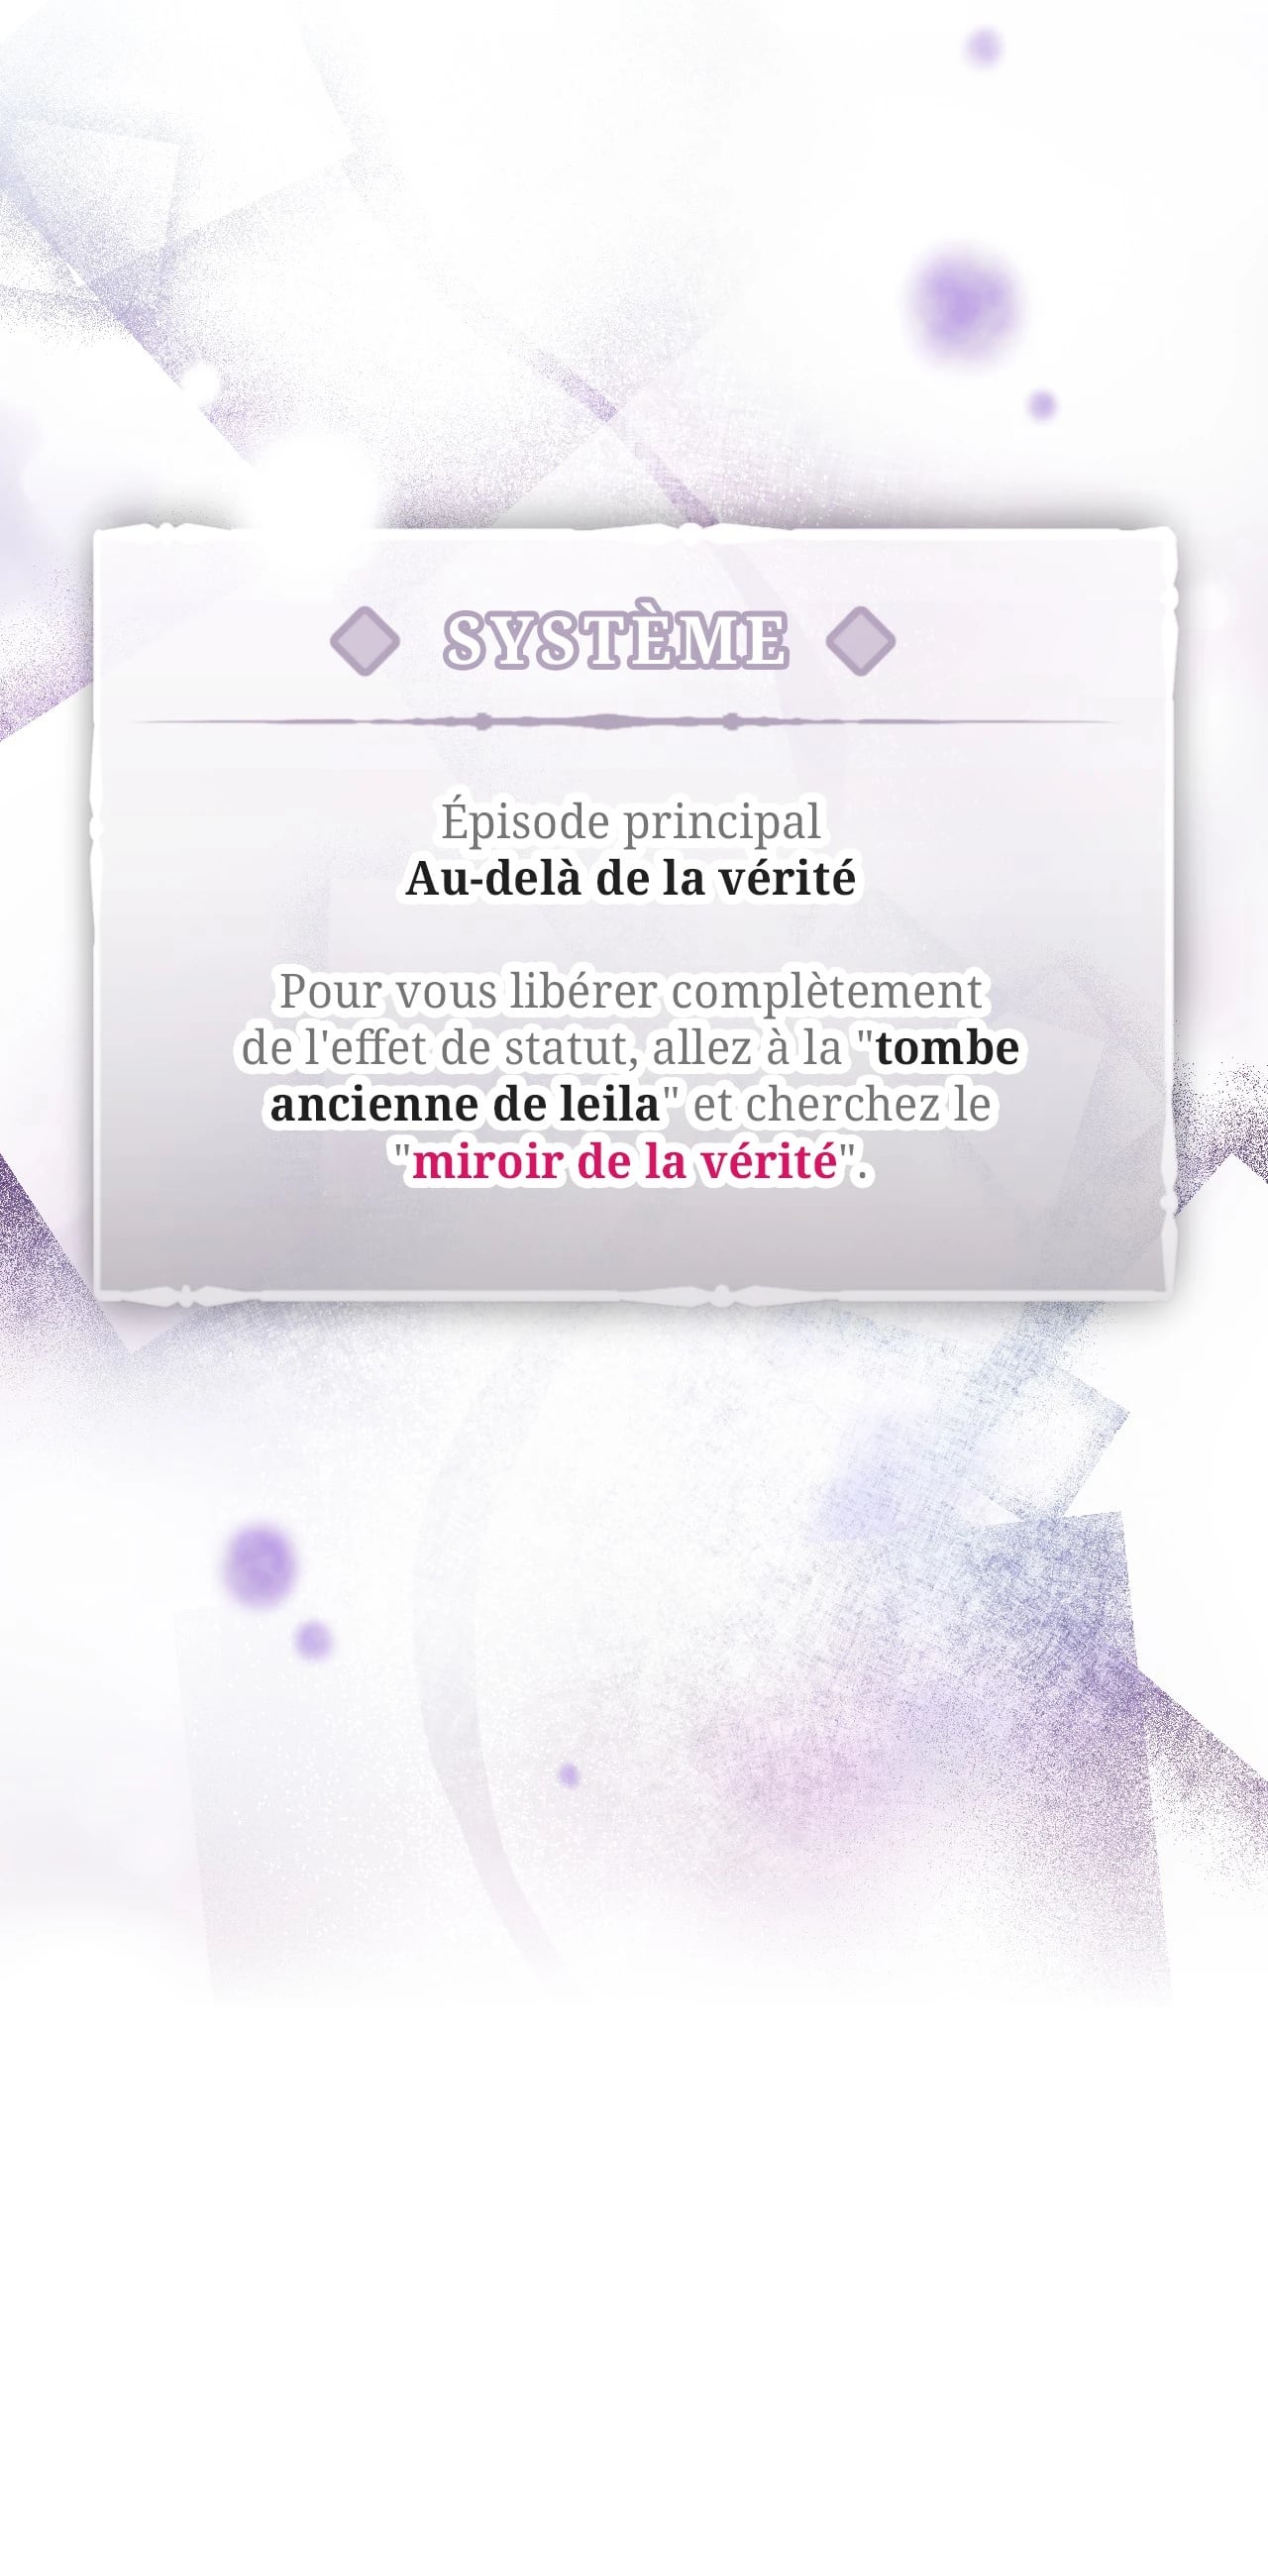 SYSTÈME
Épisode principal
Au-delà de la vérité
Pour vous libérer complètement
de l'effet de statut, allez à la "tombe
ancienne de leila" et cherchez le
"miroir de la vérité".